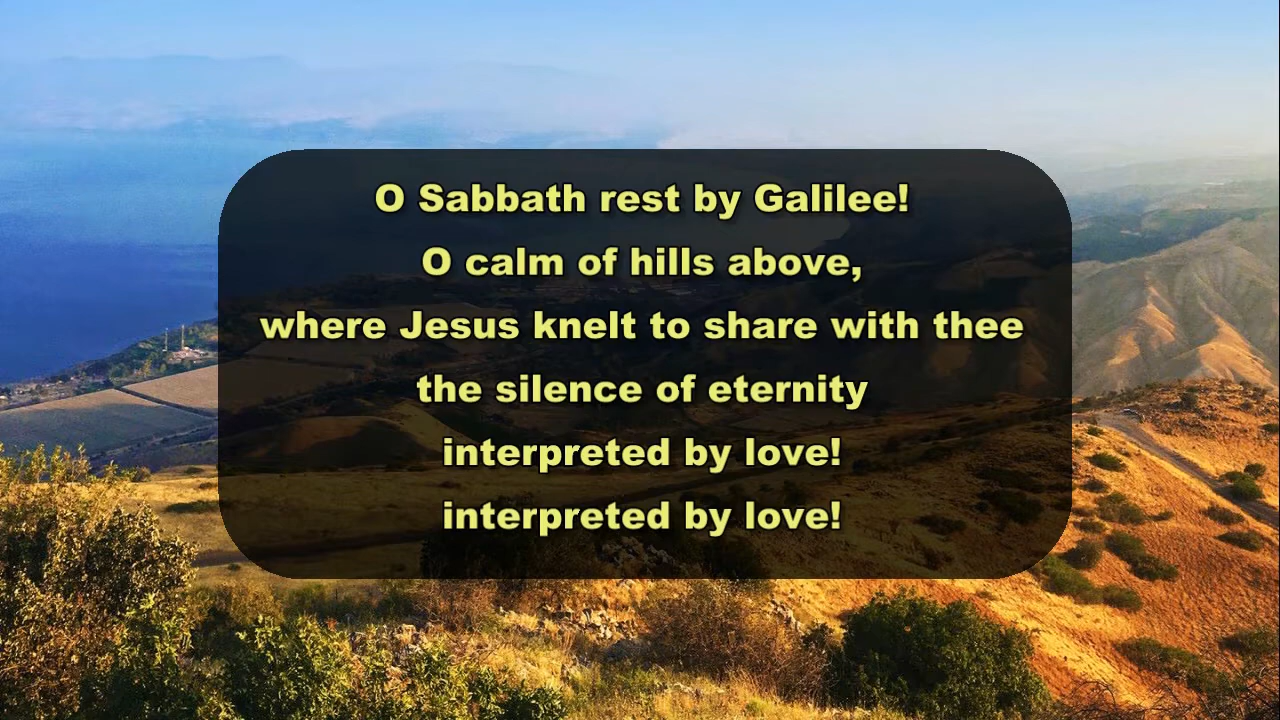 O Sabbath rest by Galilee!
O calm of hills above,
where Jesus knelt to share with thee
the silence of eternity
interpreted by love!
interpreted by love!